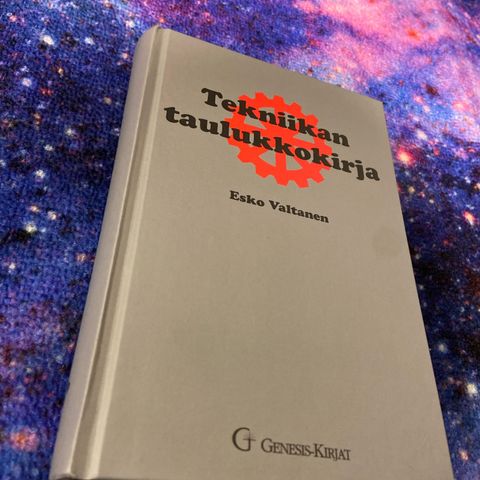 Tekniikan
taulukkokirja
Esko Valtanen
GENESIS-KIRJAT